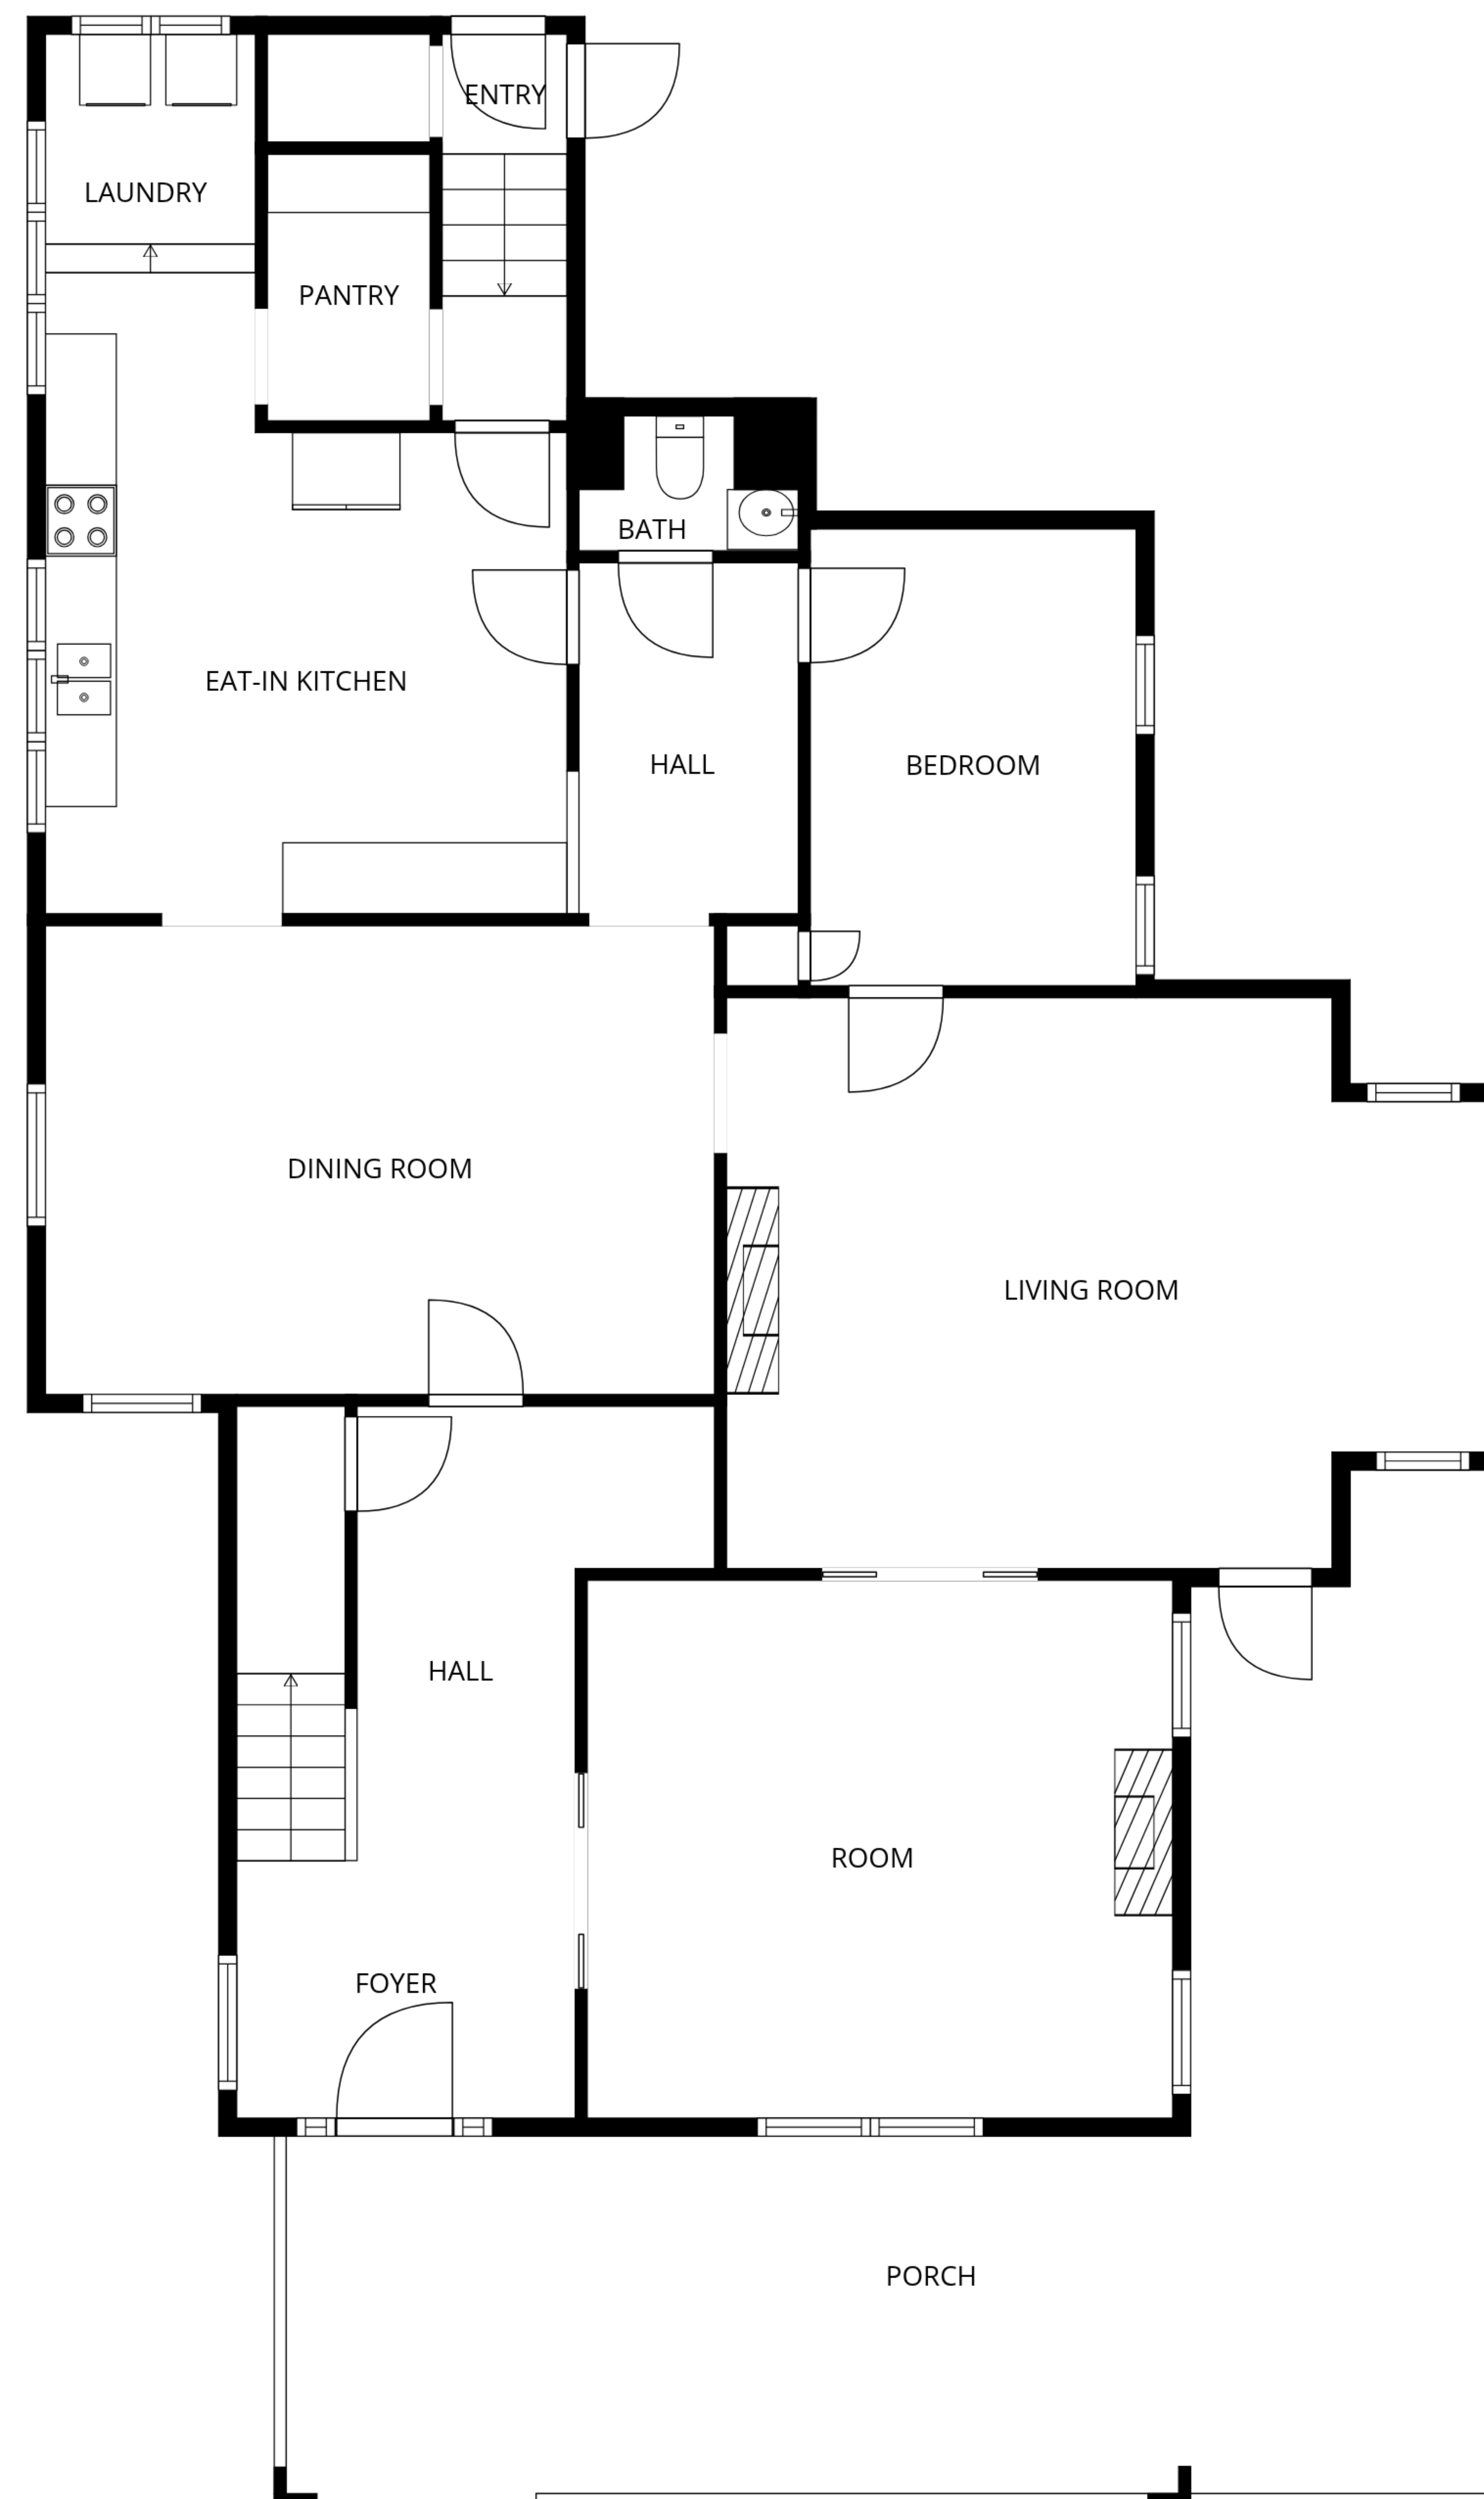 ENTRY
LAUNDRY
PANTRY
BATH
EAT-IN KITCHEN
HALL
BEDROOM
DINING ROOM
LIVING ROOM
HALL
ROOM
FOYER
PORCH